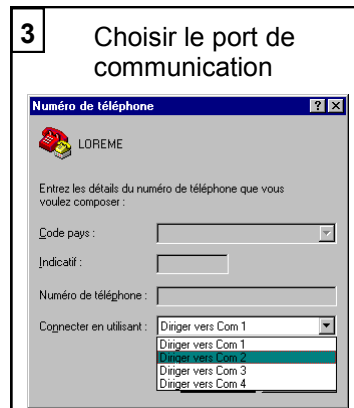 3
Choisir le port de
communication
Numéro de téléphone
LOREME
Entrez les détails du numéro de téléphone que vous
voulez composer :
Code pays :
Indicatif :
Numéro de téléphone :
Connecter en utilisant : Diriger vers Com 1
Diriger vers Com 1
Diriger vers Com 2
Diriger vers Com 3
Diriger vers Com 4